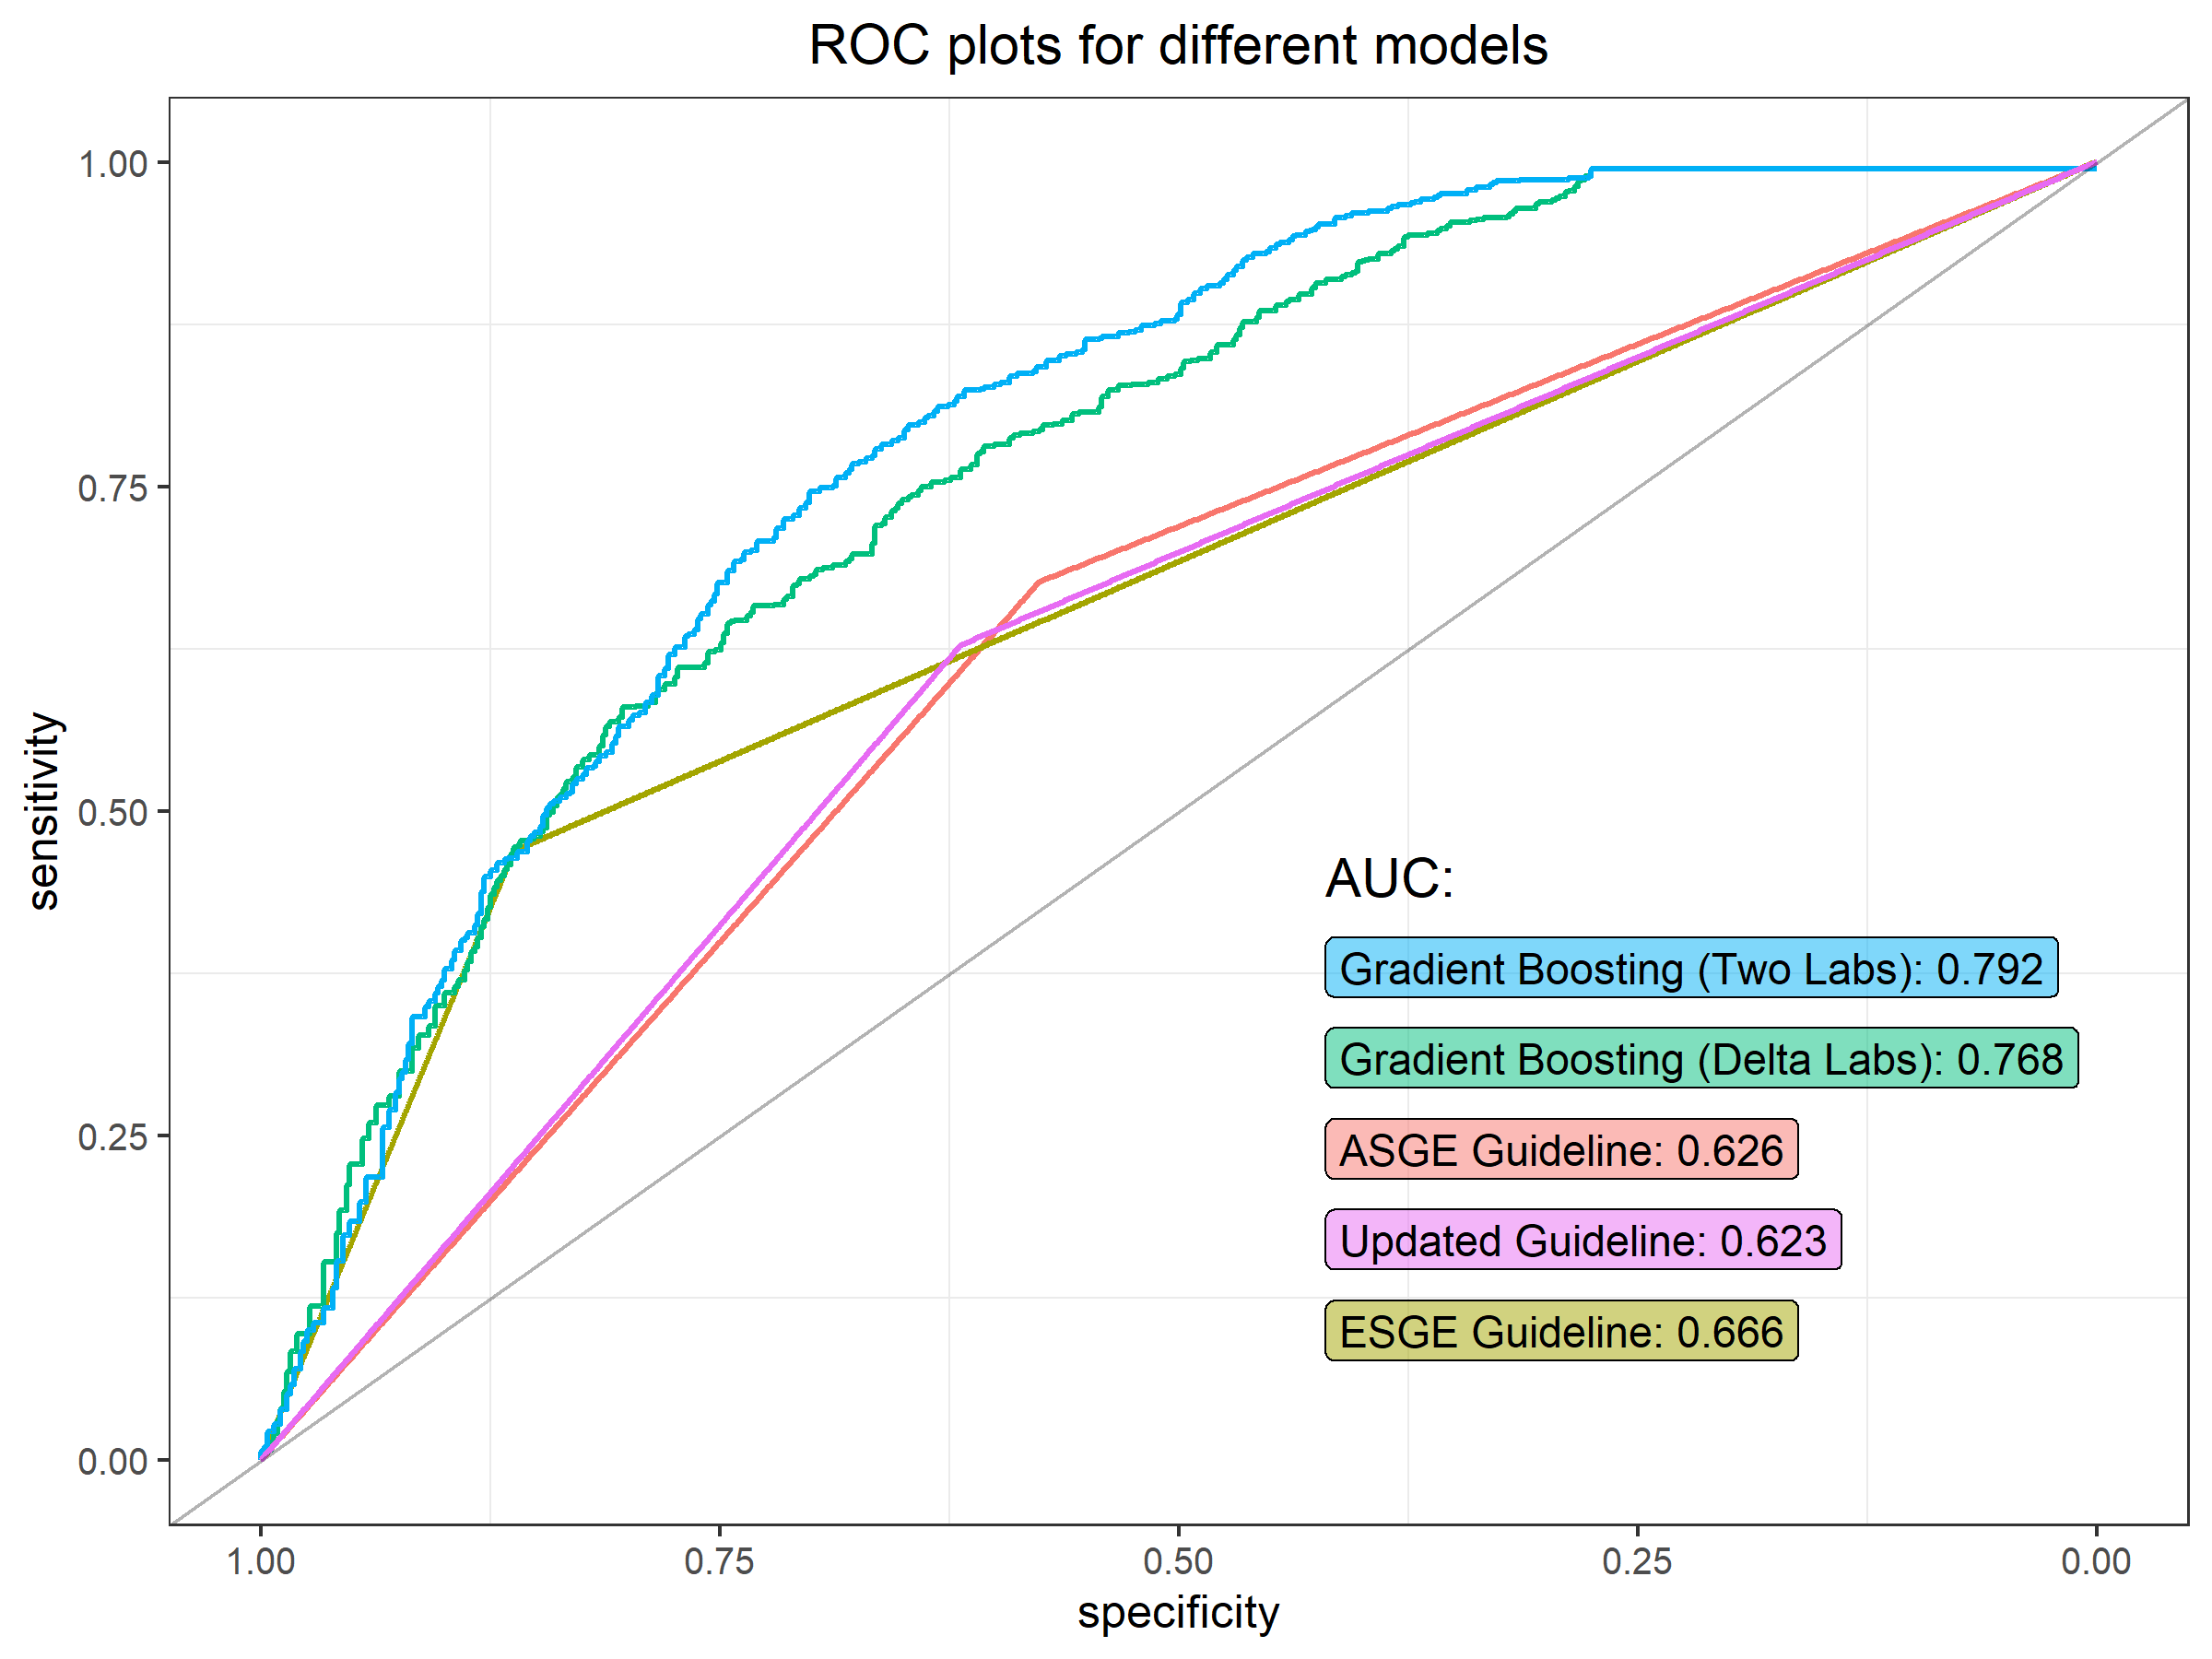 ROC plots for different models
1.00
0.75
0.50
0.25
0.00
sensitivity
AUC:
Gradient Boosting (Two Labs): 0.792
Gradient Boosting (Delta Labs): 0.768
ASGE Guideline: 0.626
Updated Guideline: 0.623
ESGE Guideline: 0.666
1.00 0.75 0.50 0.25 0.00
specificity